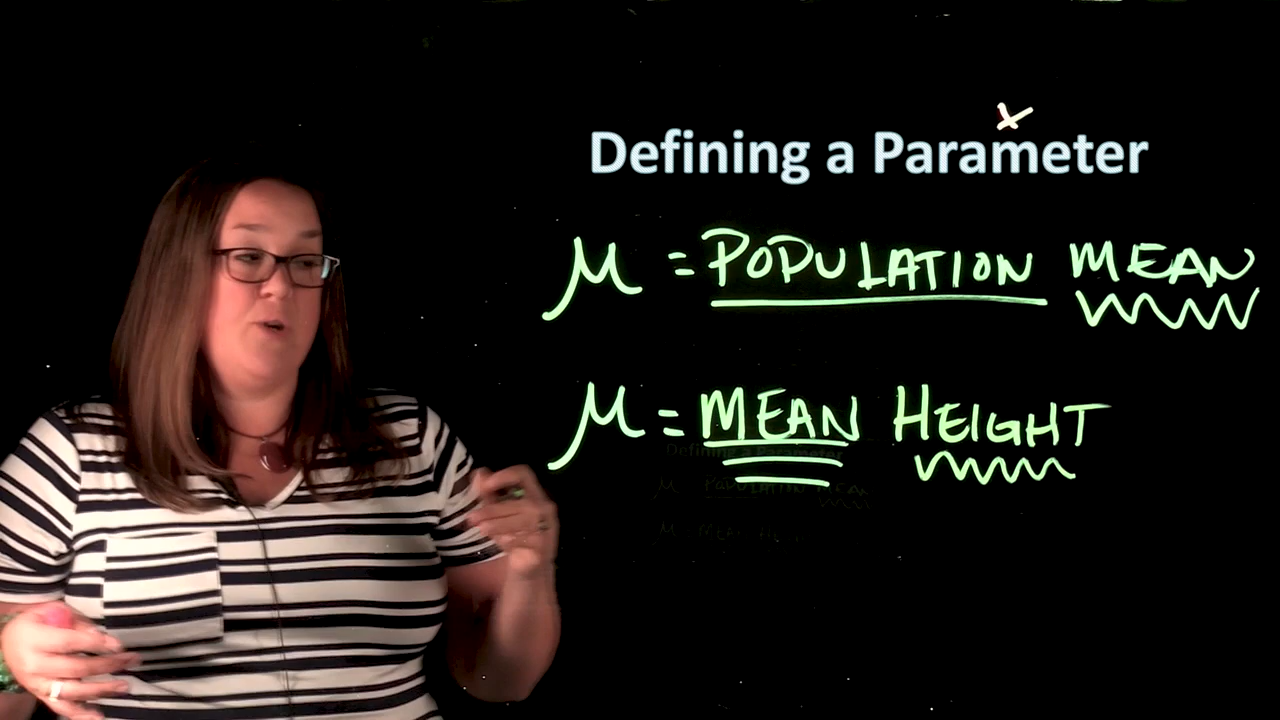 Defining a Parameter
μ = POPULATION MEAN
μ = MEAN HEIGHT